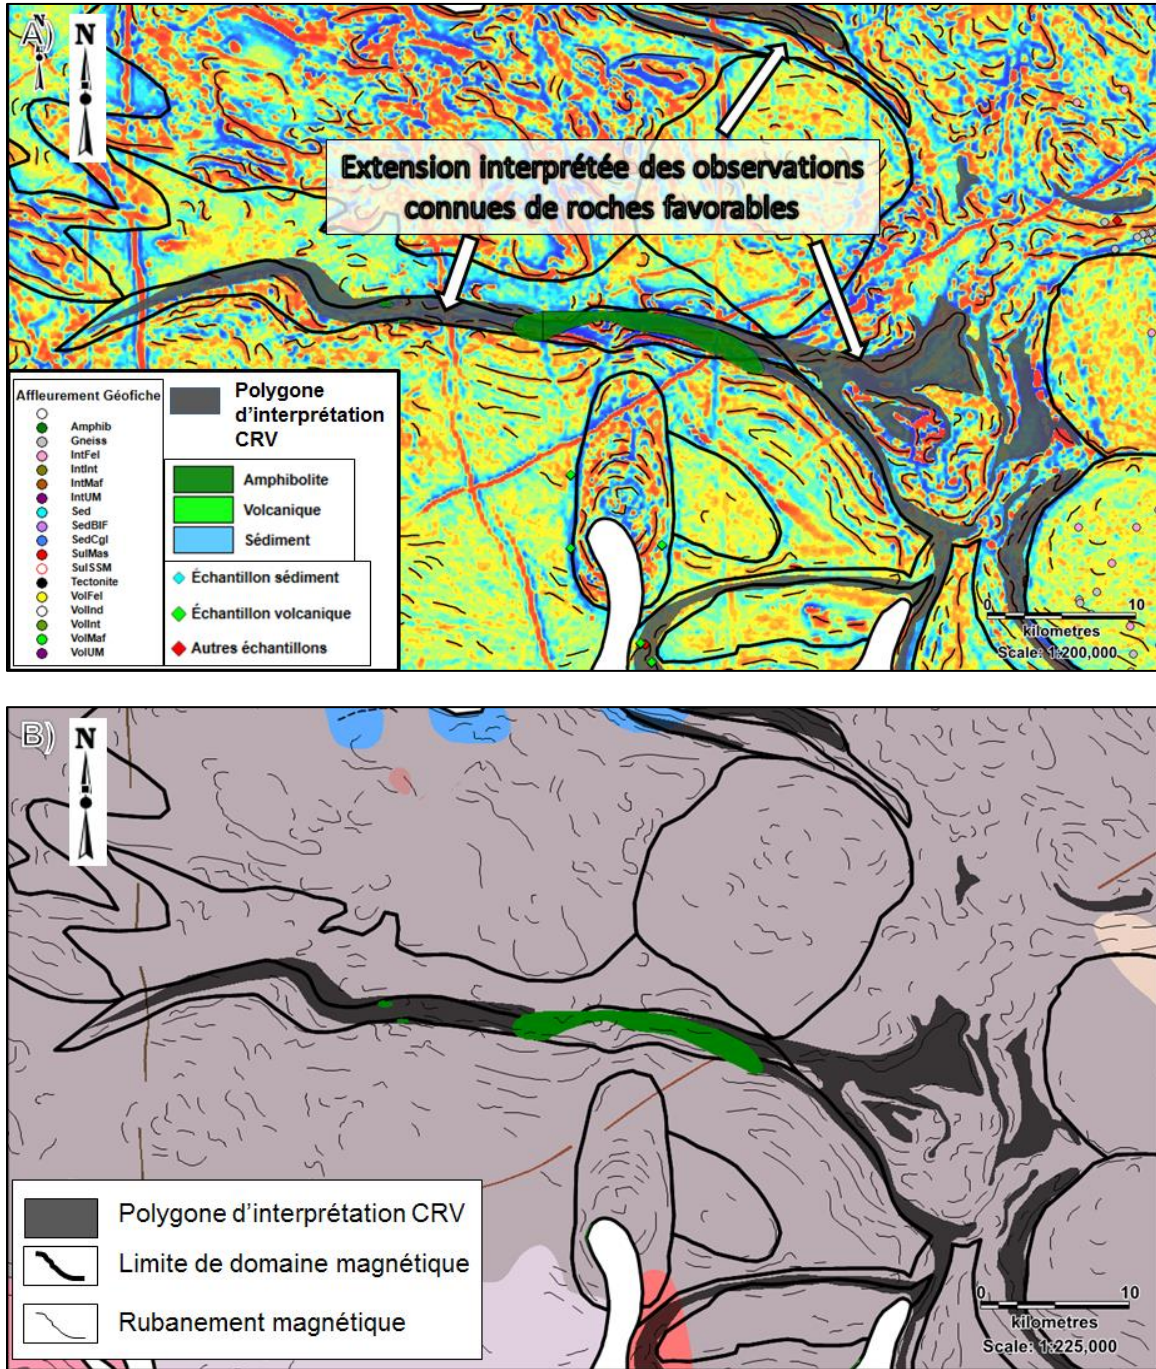 A)
N
N
Extension interprétée des observations
connues de roches favorables
Affleurement Géofiche
Amphib
Gneiss
IntFel
IntInt
IntMaf
IntUM
Sed
SedBIF
SedCgl
SulMas
SulSSM
Tectonite
VolFel
VolInd
VolInt
VolMaf
VolUM
Polygone
d'interprétation
CRV
Amphibolite
Volcanique
Sédiment
Échantillon sédiment
Échantillon volcanique
Autres échantillons
0 10
kilometres
Scale: 1:200,000
B)
N
Polygone d'interprétation CRV
Limite de domaine magnétique
Rubanement magnétique
0 10
kilometres
Scale: 1:225,000